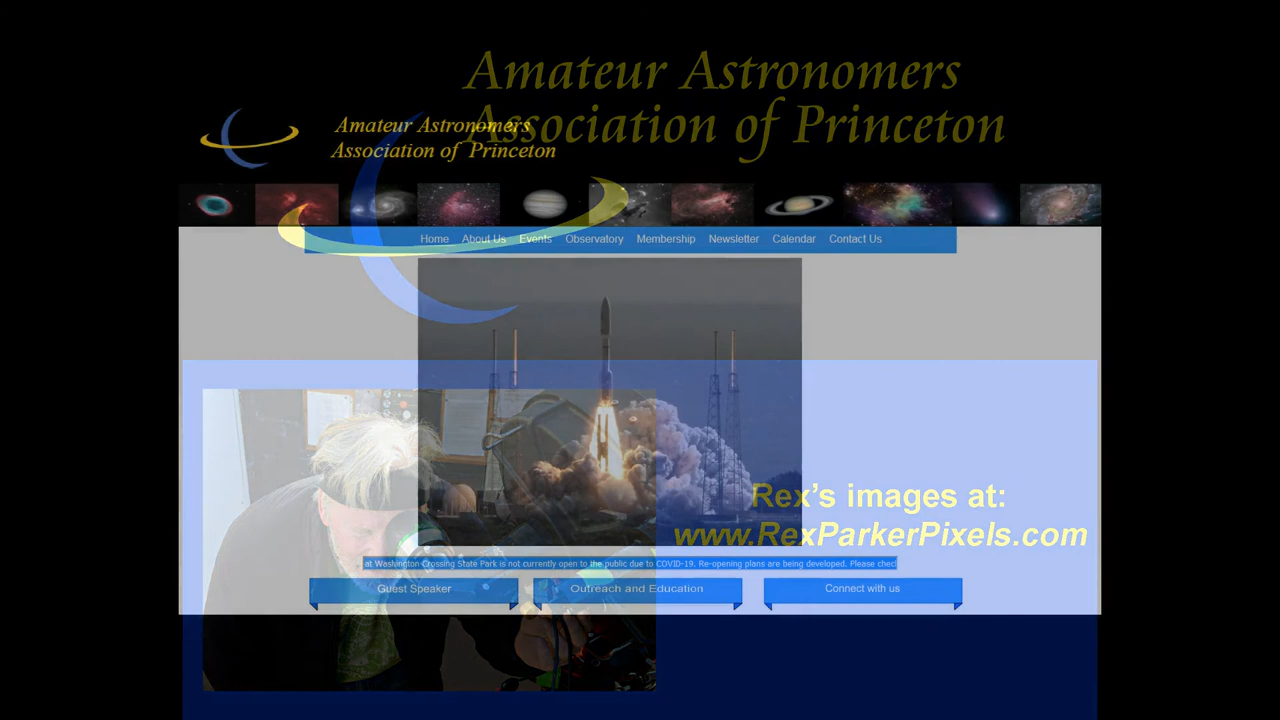 Amateur Astronomers
Association of Princeton
Amateur Astronomers
Association of Princeton
Home About Us Events Observatory Membership Newsletter Calendar Contact Us
Rex's images at:
www.RexParkerPixels.com
at Washington Crossing State Park is not currently open to the public due to COVID-19. Re-opening plans are being developed. Please checl
Guest Speaker Outreach and Education Connect with us